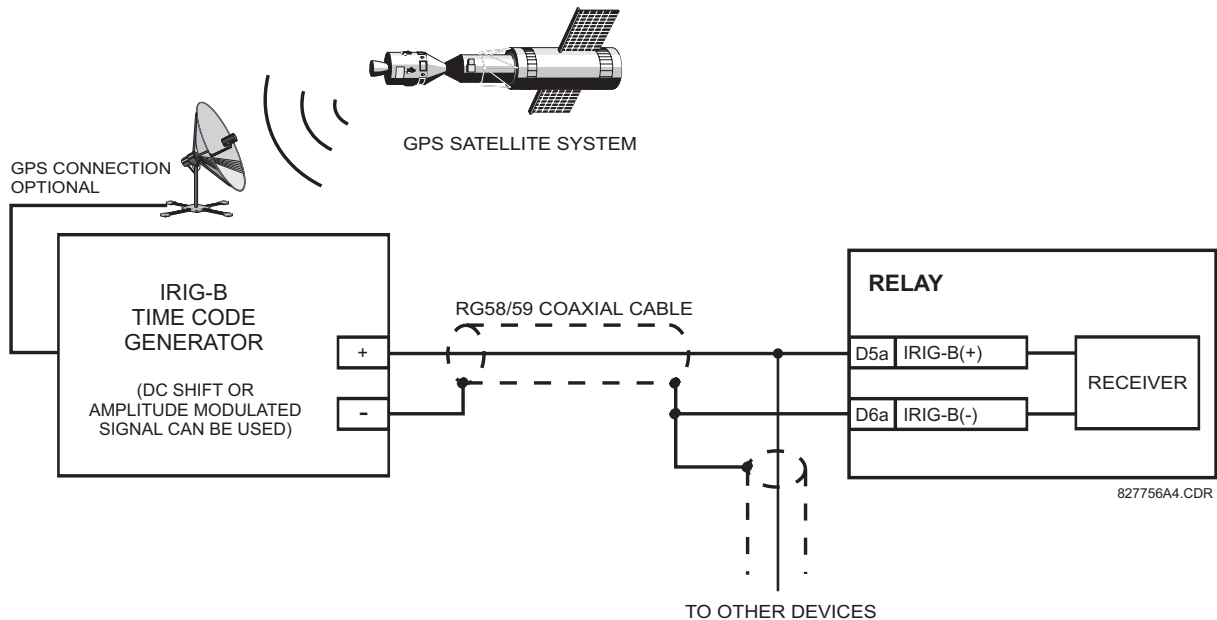 GPS SATELLITE SYSTEM
GPS CONNECTION
OPTIONAL
IRIG-B
TIME CODE
GENERATOR
(DC SHIFT OR
AMPLITUDE MODULATED
SIGNAL CAN BE USED)
+
-
RG58/59 COAXIAL CABLE
RELAY
D5a IRIG-B(+)
D6a IRIG-B(-)
RECEIVER
827756A4.CDR
TO OTHER DEVICES